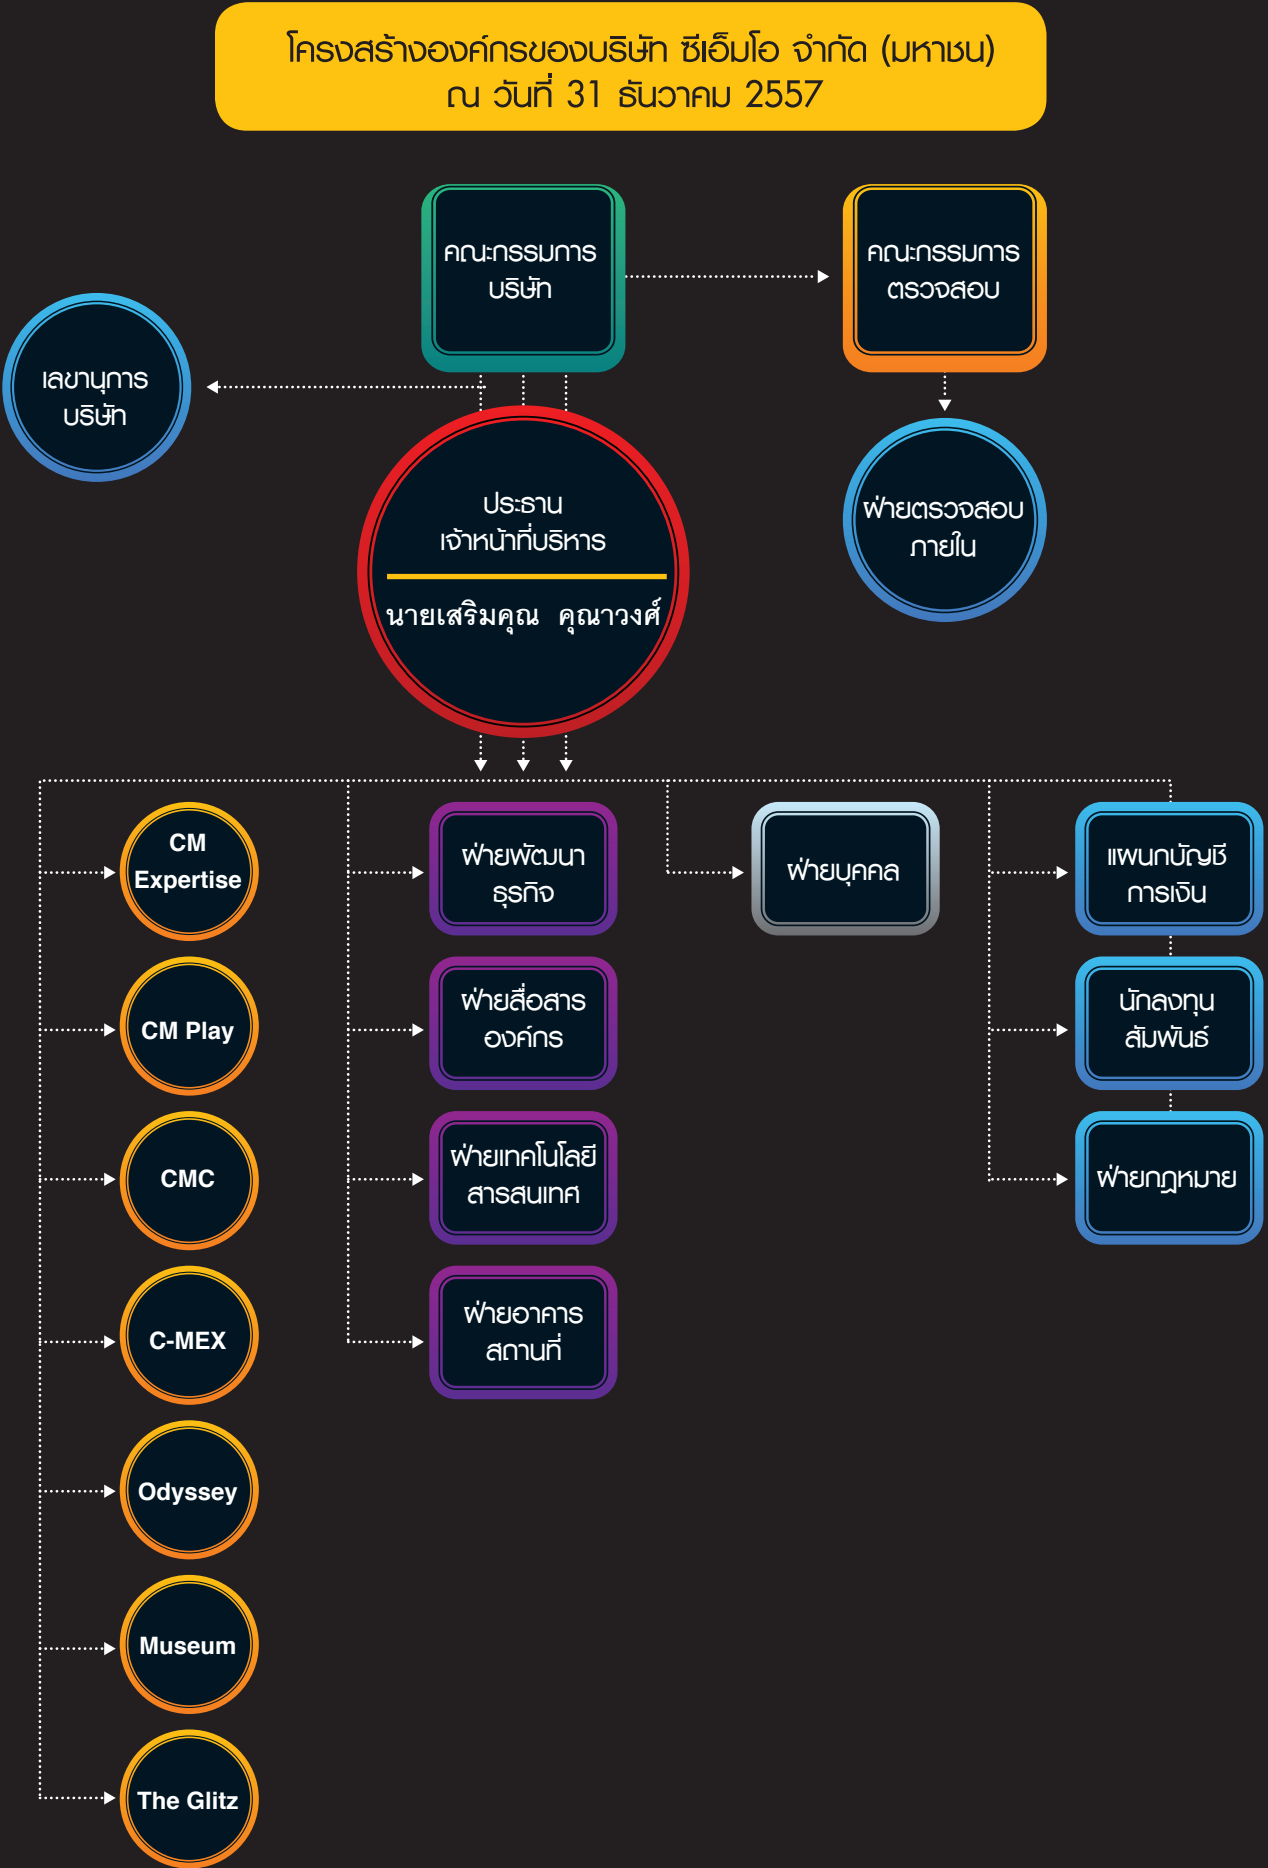 โครงสร้างองค์กรของบริษัท ซีเอ็มโอ จำกัด (มหาชน)
ณ วันที่ 31 ธันวาคม 2557
คณะกรรมการ
บริษัท
คณะกรรมการ
ตรวจสอบ
เลขานุการ
บริษัท
ประธาน
เจ้าหน้าที่บริหาร
นายเสริมคุณ คุณาวงศ์
ฝ่ายตรวจสอบ
ภายใน
CM
Expertise
CM Play
CMC
C-MEX
Odyssey
Museum
The Glitz
ฝ่ายพัฒนา
ธุรกิจ
ฝ่ายสื่อสาร
องค์กร
ฝ่ายเทคโนโลยี
สารสนเทศ
ฝ่ายอาคาร
สถานที่
ฝ่ายบุคคล
แผนกบัญชี
การเงิน
นักลงทุน
สัมพันธ์
ฝ่ายกฎหมาย